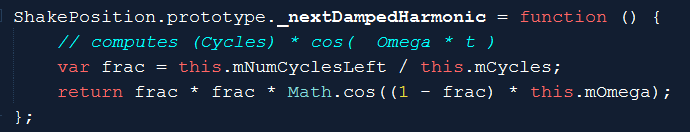 ShakePosition.prototype._nextDampedHarmonic = function () {
// computes (Cycles) * cos(  Omega * t )
var frac = this.mNumCyclesLeft / this.mCycles;
return frac * frac * Math.cos((1 - frac) * this.mOmega);
};